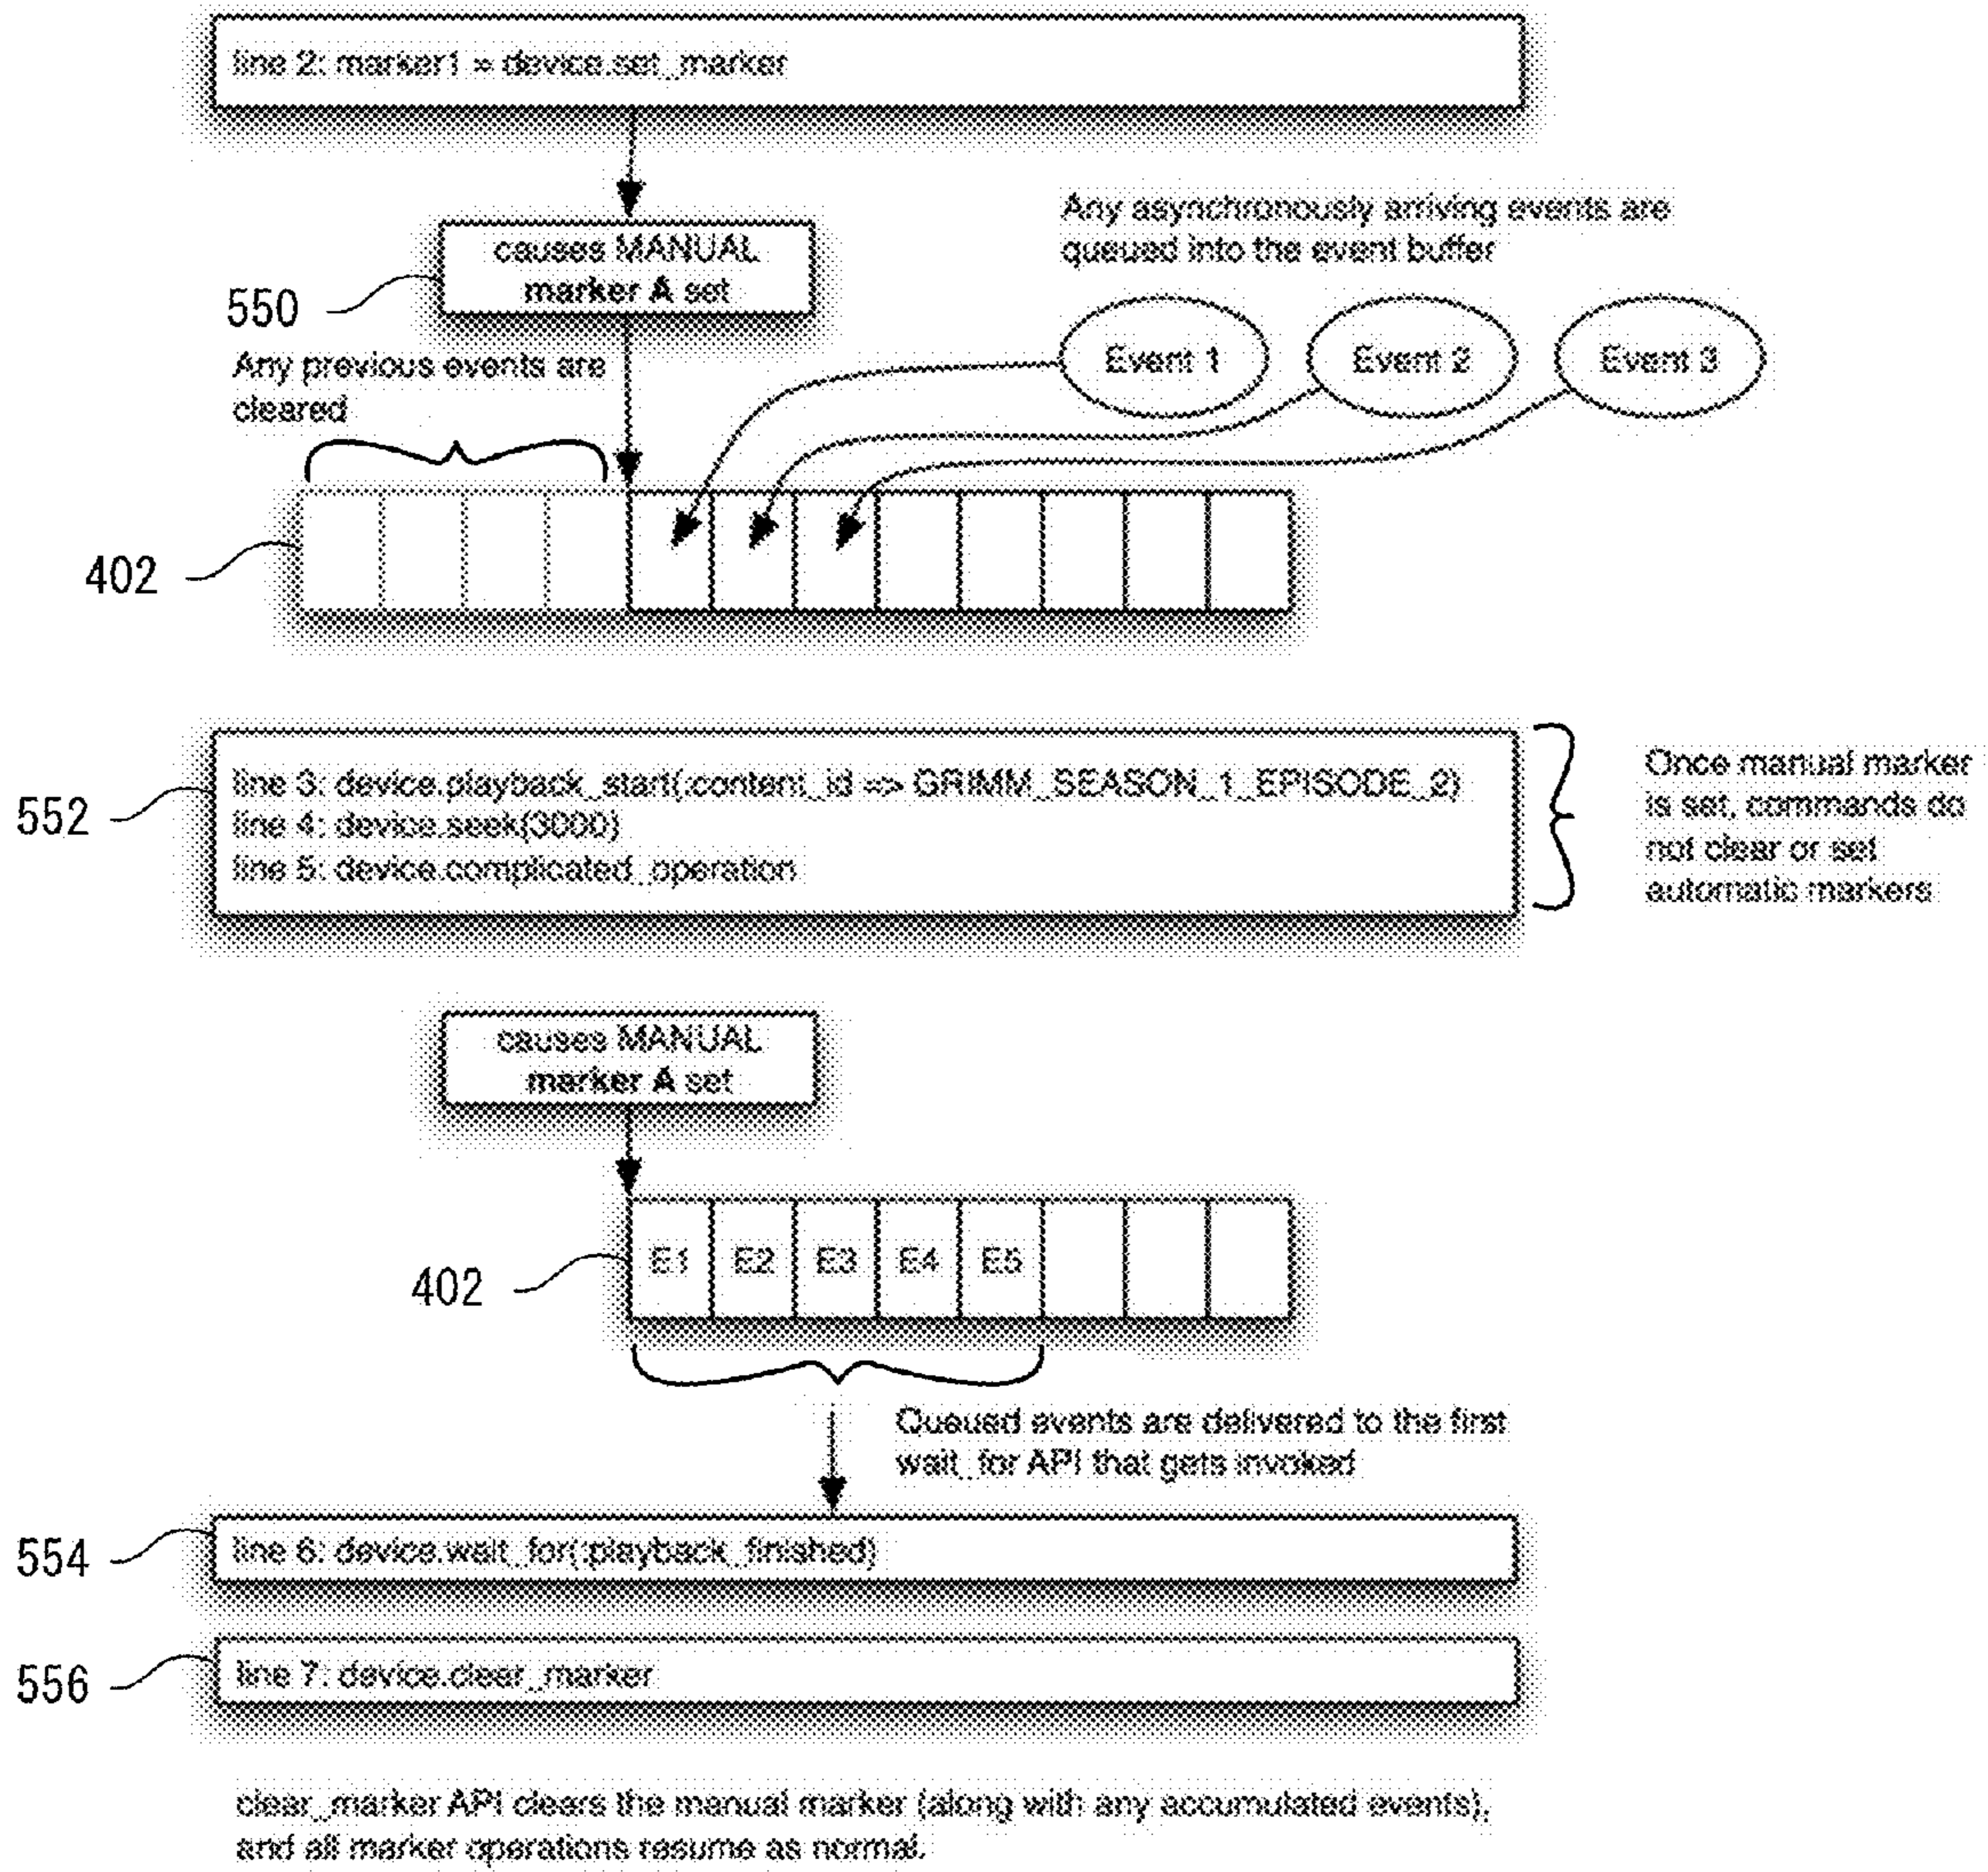 line 2: marker1 = device.set_marker
causes MANUAL
marker A set
550
Any asynchronously arriving events are
queued into the event buffer
Event 1
Event 2
Event 3
Any previous events are
cleared
402
552
line 3: device.playback_start(:content_id => GRIMM_SEASON_1_EPISODE_2)
line 4: device.seek(3000)
line 5: device.complicated_operation
Once manual marker
is set, commands do
not clear or set
automatic markers
causes MANUAL
marker A set
402
E1
E2
E3
E4
E5
Queued events are delivered to the first
wait_for API that gets invoked
554
line 6: device.wait_for(:playback_finished)
556
line 7: device.clear_marker
clear_marker API clears the manual marker (along with any accumulated events),
and all marker operations resume as normal.